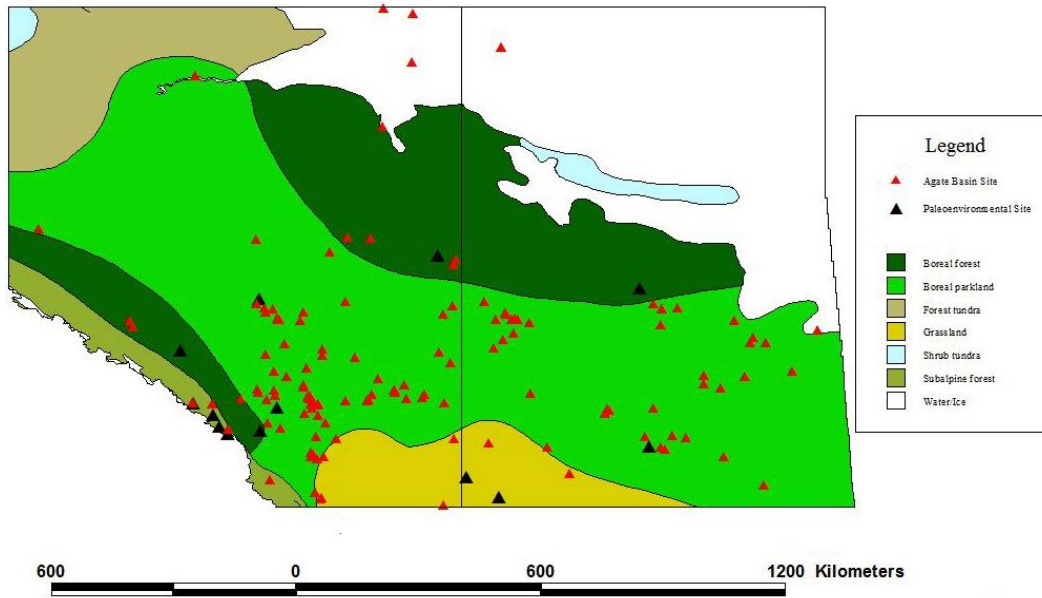 Legend
Agate Basin Site
Paleoenvironmental Site
Boreal forest
Boreal parkland
Forest tundra
Grassland
Shrub tundra
Subalpine forest
Water/Ice
600 0 600 1200 Kilometers